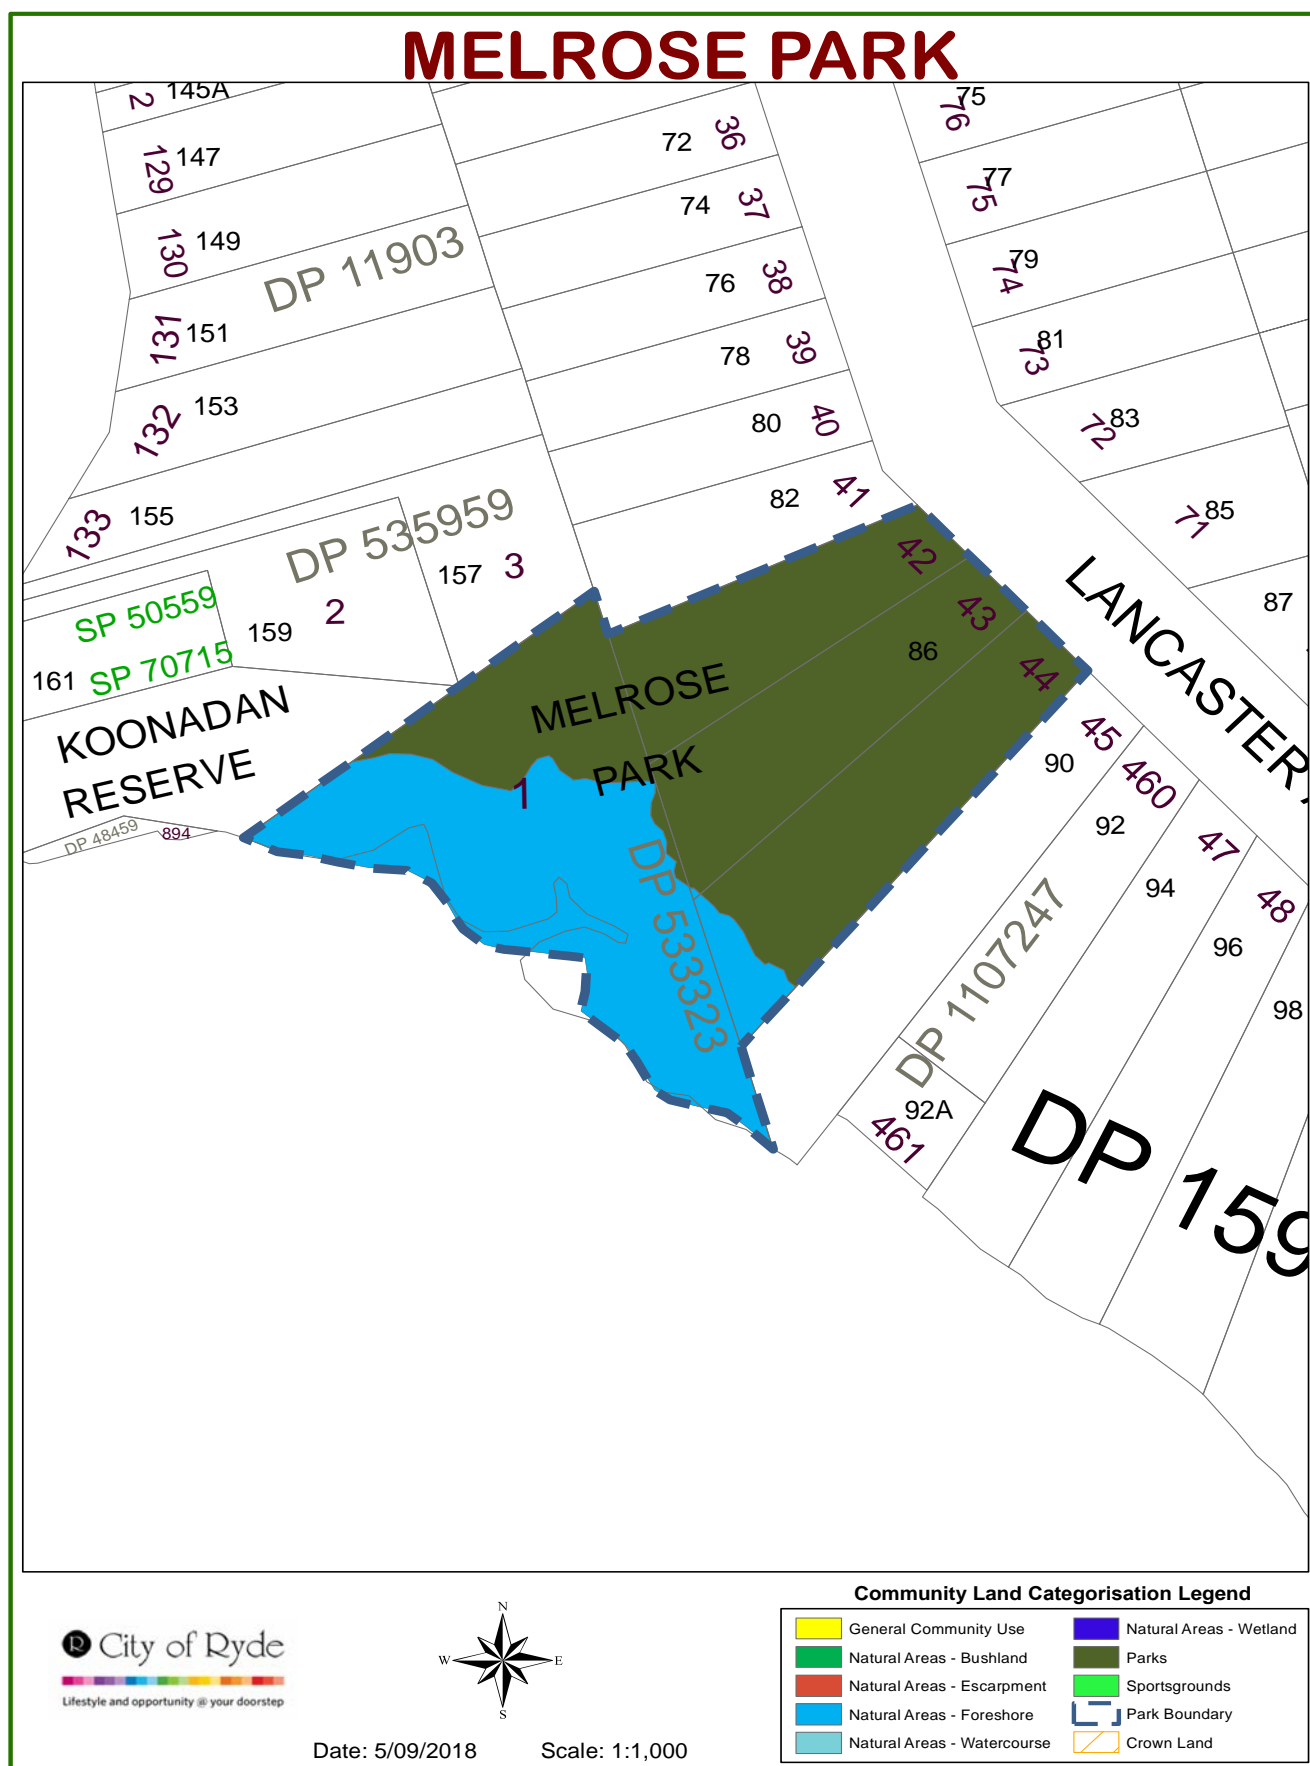 MELROSE PARK
2 145A
129 147
130 149
131 151
132 153
133 155
DP 11903
72 36
74 37
76 38
78 39
80 40
82 41
75
76
77
75
79
74
81
73
83
72
85
71
87
DP 535959
157 3
2
159
SP 50559
161 SP 70715
KOONADAN
RESERVE
DP 48459
894
42
43
86
44
MELROSE
PARK
1
DP 533323
LANCASTER
45
90
460
92
47
94
48
96
98
DP 1107247
92A
461
DP 159
City of Ryde
Lifestyle and opportunity @ your doorstep
N
W E
S
Date: 5/09/2018 Scale: 1:1,000
Community Land Categorisation Legend
General Community Use
Natural Areas - Bushland
Natural Areas - Escarpment
Natural Areas - Foreshore
Natural Areas - Watercourse
Natural Areas - Wetland
Parks
Sportsgrounds
Park Boundary
Crown Land